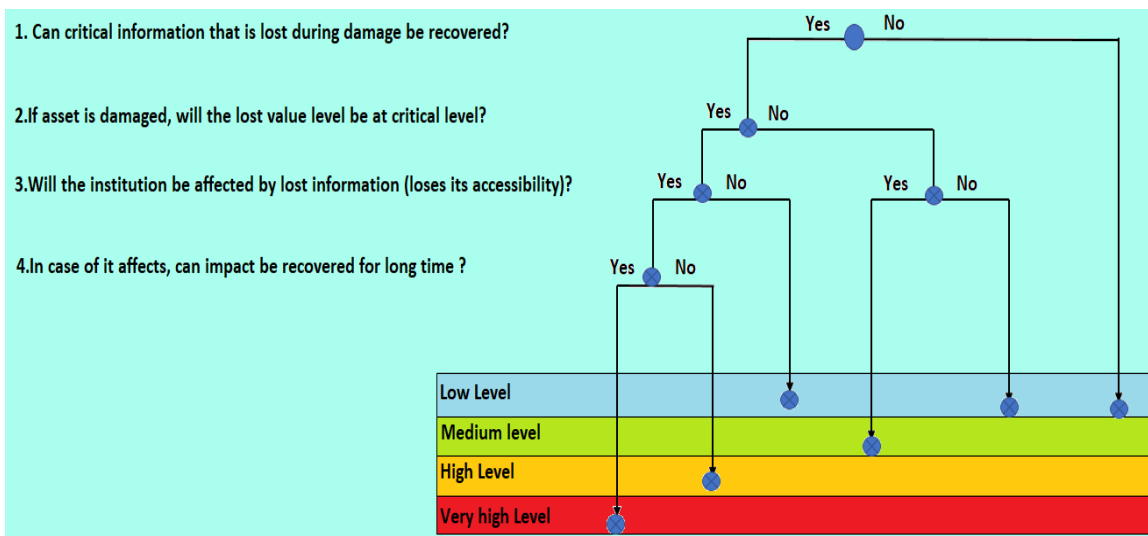 1. Can critical information that is lost during damage be recovered?
Yes No
2.If asset is damaged, will the lost value level be at critical level?
Yes No
3.Will the institution be affected by lost information (loses its accessibility)?
Yes No Yes No
4.In case of it affects, can impact be recovered for long time ?
Yes No
Low Level
Medium level
High Level
Very high Level